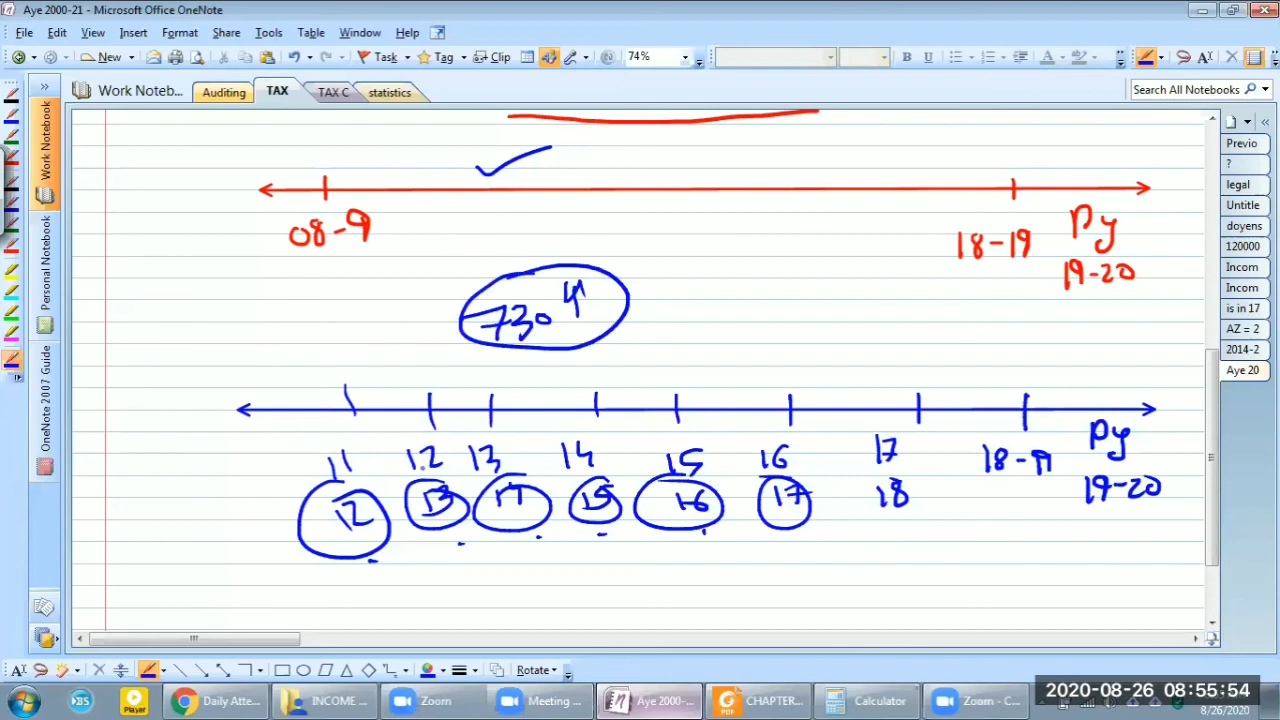 Aye 2000-21 - Microsoft Office OneNote
File Edit View Insert Format Share Tools Table Window Help
New Task Tag Clip 74% B I U
Work Noteb... Auditing TAX TAX C statistics Search All Notebooks
Work Notebook
Personal Notebook
OneNote 2007 Guide
Previo
?
legal
Untitle
doyens
120000
Incom
Incom
is in 17
AZ = 2
2014-2
Aye 20
08-9 18-19 Py
19-20
730
11 12 13 14 15 16 17 18-19 Py
12 13 14 15 16 17 18 19-20
Rotate
Player Daily Atte... INCOME Zoom Meeting ... Aye 2000-... CHAPTER... Calculator Zoom - C...
2020-08-26 08:55:54
8/26/2020